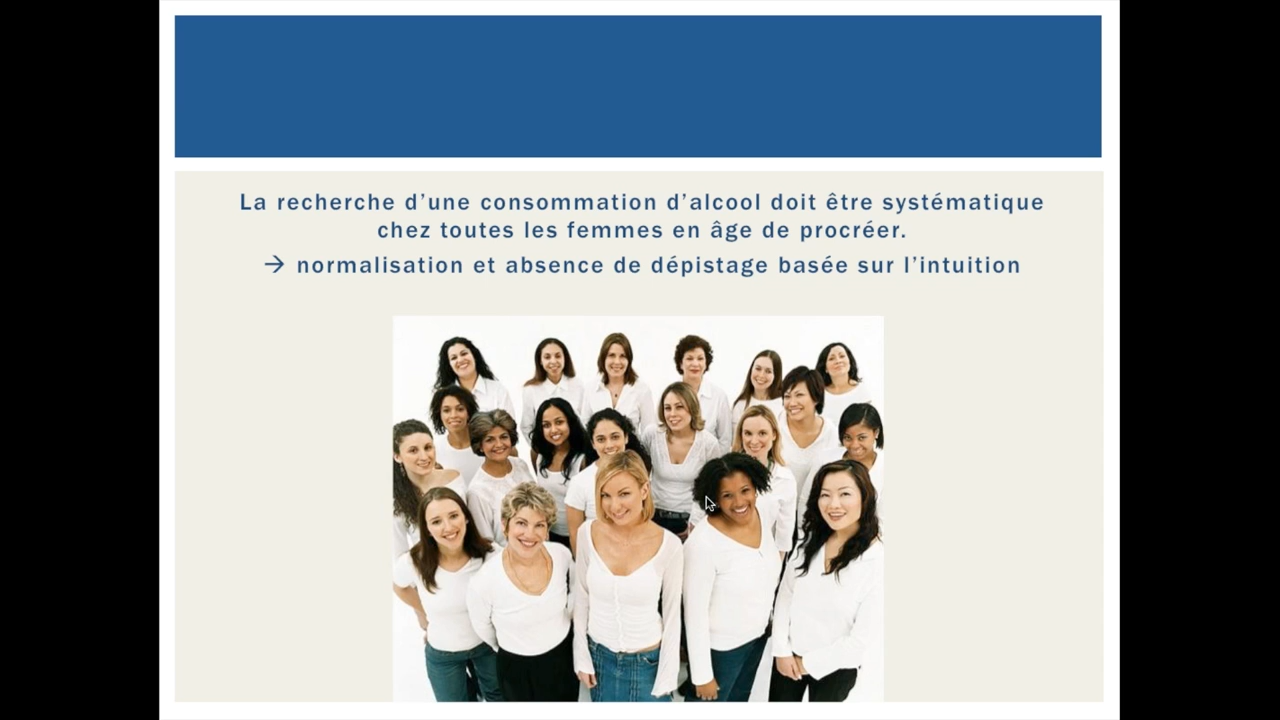 La recherche d’une consommation d’alcool doit être systématique
chez toutes les femmes en âge de procréer.
→ normalisation et absence de dépistage basée sur l’intuition